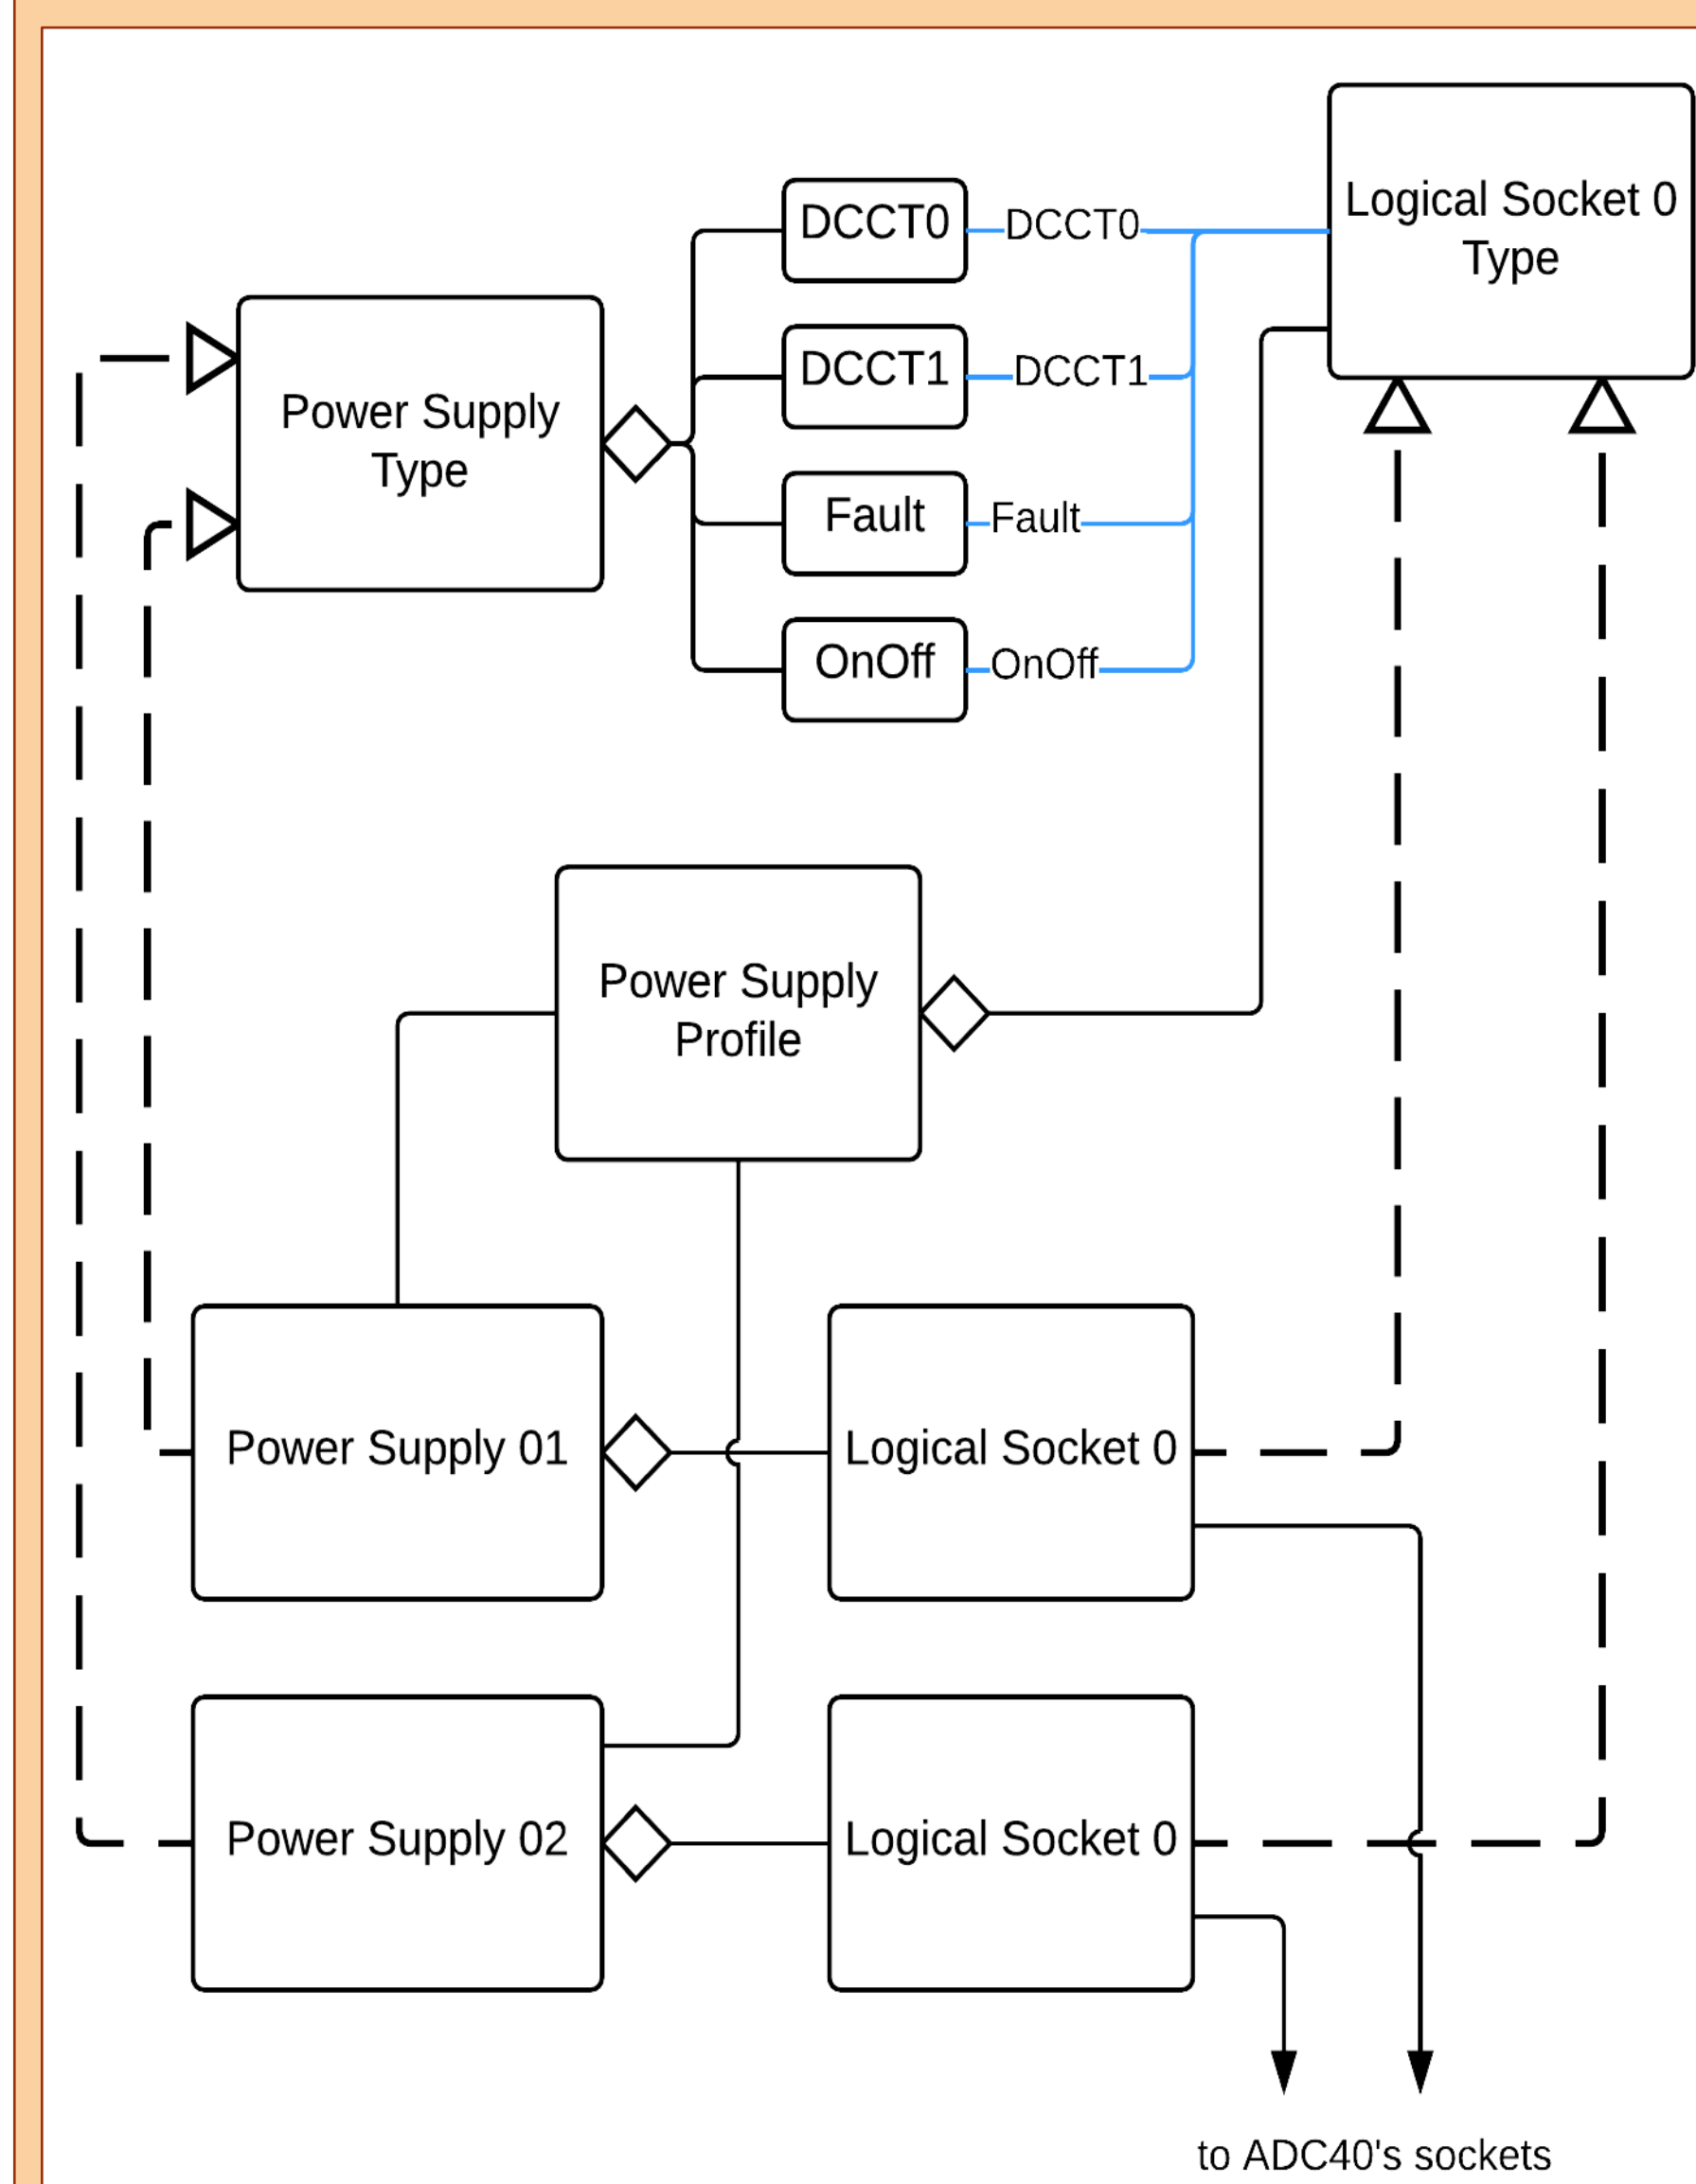 Logical Socket 0
Type
DCCT0
DCCT0
Power Supply
Type
DCCT1
DCCT1
Fault
Fault
OnOff
OnOff
Power Supply
Profile
Power Supply 01
Logical Socket 0
Power Supply 02
Logical Socket 0
to ADC40's sockets